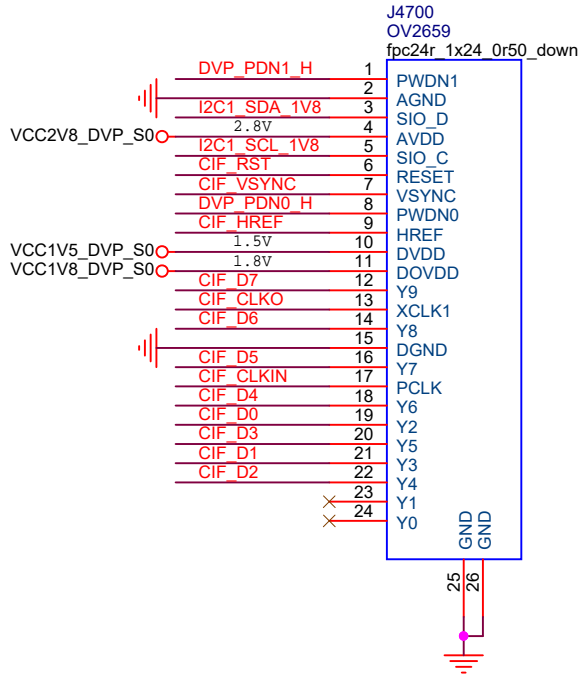 J4700
OV2659
fpc24r_1x24_0r50_down
DVP_PDN1_H 1 PWDN1
2 AGND
I2C1_SDA_1V8 3 SIO_D
VCC2V8_DVP_S0 2.8V 4 AVDD
I2C1_SCL_1V8 5 SIO_C
CIF_RST 6 RESET
CIF_VSYNC 7 VSYNC
DVP_PDN0_H 8 PWDN0
CIF_HREF 9 HREF
VCC1V5_DVP_S0 1.5V 10 DVDD
VCC1V8_DVP_S0 1.8V 11 DOVDD
CIF_D7 12 Y9
CIF_CLKO 13 XCLK1
CIF_D6 14 Y8
15 DGND
CIF_D5 16 Y7
CIF_CLKIN 17 PCLK
CIF_D4 18 Y6
CIF_D0 19 Y2
CIF_D3 20 Y5
CIF_D1 21 Y3
CIF_D2 22 Y4
23 Y1
24 Y0
GND GND
25 26